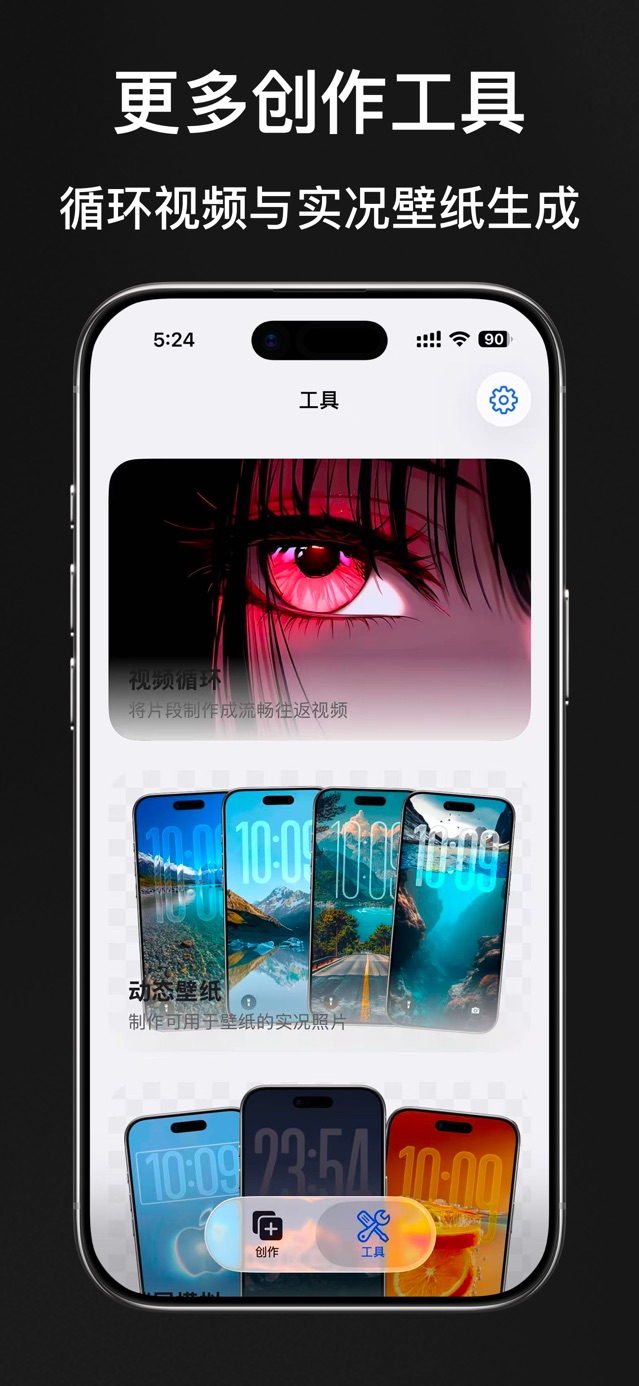 更多创作工具
循环视频与实况壁纸生成
5:24
90
工具
视频循环
将片段制作成流畅往返视频
10:09
10:09
10:09
10:09
动态壁纸
制作可用于壁纸的实况照片
10:09
23:54
10:09
创作
工具